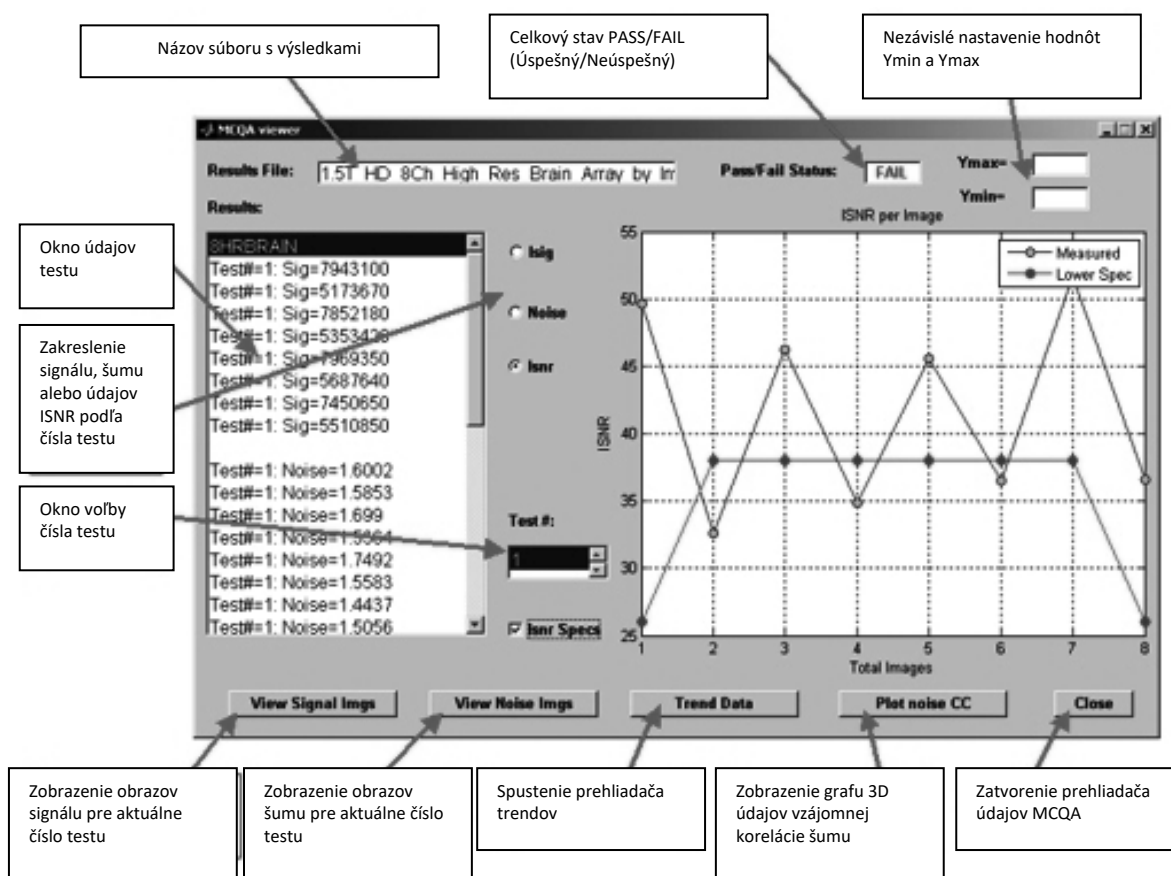 Názov súboru s výsledkami
Celkový stav PASS/FAIL
(Úspešný/Neúspešný)
Nezávislé nastavenie hodnôt
Ymin a Ymax
MCQA viewer
Results File:
1.5T HD 8Ch High Res Brain Array by
Pass/Fail Status:
FAIL
Ymax=
Ymin=
Results:
8HRBRAIN
Test#=1: Sig=7943100
Test#=1: Sig=5173670
Test#=1: Sig=7852180
Test#=1:
Test#=1: Sig=7969350
Test#=1: Sig=5687640
Test#=1: Sig=7450650
Test#=1: Sig=5510850
Test#=1: Noise=1.6002
Test#=1: Noise=1.5853
Test#=1: Noise=1.699
Test#=1:
Test#=1: Noise=1.7492
Test#=1: Noise=1.5583
Test#=1: Noise=1.4437
Test#=1: Noise=1.5056
Isig
Noise
Isnr
Test #:
1
Isnr Specs
ISNR per Image
Measured
Lower Spec
55
50
45
40
35
30
25
ISNR
1 2 3 4 5 6 7 8
Total Images
View Signal Imgs
View Noise Imgs
Trend Data
Plot noise CC
Close
Okno údajov
testu
Zakreslenie
signálu, šumu
alebo údajov
ISNR podľa
čísla testu
Okno voľby
čísla testu
Zobrazenie obrazov
signálu pre aktuálne
číslo testu
Zobrazenie obrazov
šumu pre aktuálne číslo
testu
Spustenie prehliadača
trendov
Zobrazenie grafu 3D
údajov vzájomnej
korelácie šumu
Zatvorenie prehliadača
údajov MCQA